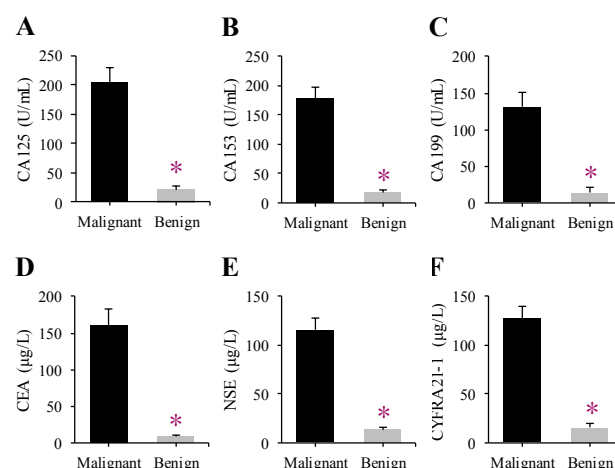 A
CA125 (U/mL)
250
200
150
100
50
0
*
Malignant Benign
B
CA153 (U/mL)
250
200
150
100
50
0
*
Malignant Benign
C
CA199 (U/mL)
200
150
100
50
0
*
Malignant Benign
D
CEA (μg/L)
200
150
100
50
0
*
Malignant Benign
E
NSE (μg/L)
150
100
50
0
*
Malignant Benign
F
CYFRA21-1 (μg/L)
150
100
50
0
*
Malignant Benign